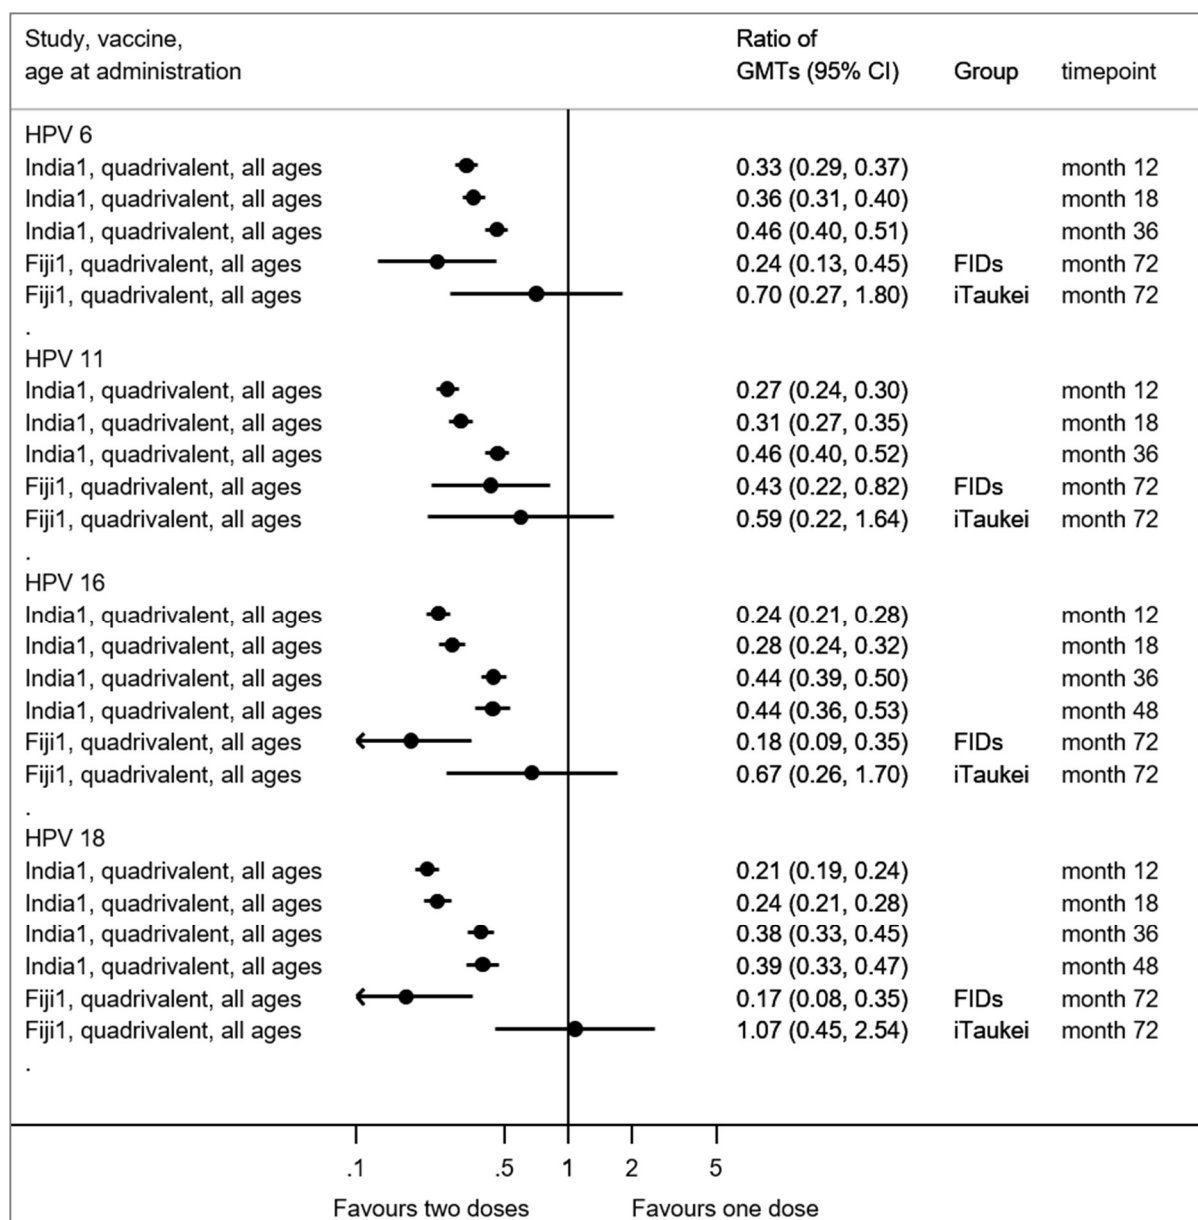 Study, vaccine, Ratio of
age at administration GMTs (95% CI) Group timepoint
HPV 6
India1, quadrivalent, all ages 0.33 (0.29, 0.37) month 12
India1, quadrivalent, all ages 0.36 (0.31, 0.40) month 18
India1, quadrivalent, all ages 0.46 (0.40, 0.51) month 36
Fiji1, quadrivalent, all ages 0.24 (0.13, 0.45) FIDs month 72
Fiji1, quadrivalent, all ages 0.70 (0.27, 1.80) iTaukei month 72
.
HPV 11
India1, quadrivalent, all ages 0.27 (0.24, 0.30) month 12
India1, quadrivalent, all ages 0.31 (0.27, 0.35) month 18
India1, quadrivalent, all ages 0.46 (0.40, 0.52) month 36
Fiji1, quadrivalent, all ages 0.43 (0.22, 0.82) FIDs month 72
Fiji1, quadrivalent, all ages 0.59 (0.22, 1.64) iTaukei month 72
.
HPV 16
India1, quadrivalent, all ages 0.24 (0.21, 0.28) month 12
India1, quadrivalent, all ages 0.28 (0.24, 0.32) month 18
India1, quadrivalent, all ages 0.44 (0.39, 0.50) month 36
India1, quadrivalent, all ages 0.44 (0.36, 0.53) month 48
Fiji1, quadrivalent, all ages 0.18 (0.09, 0.35) FIDs month 72
Fiji1, quadrivalent, all ages 0.67 (0.26, 1.70) iTaukei month 72
.
HPV 18
India1, quadrivalent, all ages 0.21 (0.19, 0.24) month 12
India1, quadrivalent, all ages 0.24 (0.21, 0.28) month 18
India1, quadrivalent, all ages 0.38 (0.33, 0.45) month 36
India1, quadrivalent, all ages 0.39 (0.33, 0.47) month 48
Fiji1, quadrivalent, all ages 0.17 (0.08, 0.35) FIDs month 72
Fiji1, quadrivalent, all ages 1.07 (0.45, 2.54) iTaukei month 72
.
.1 .5 1 2 5
Favours two doses Favours one dose